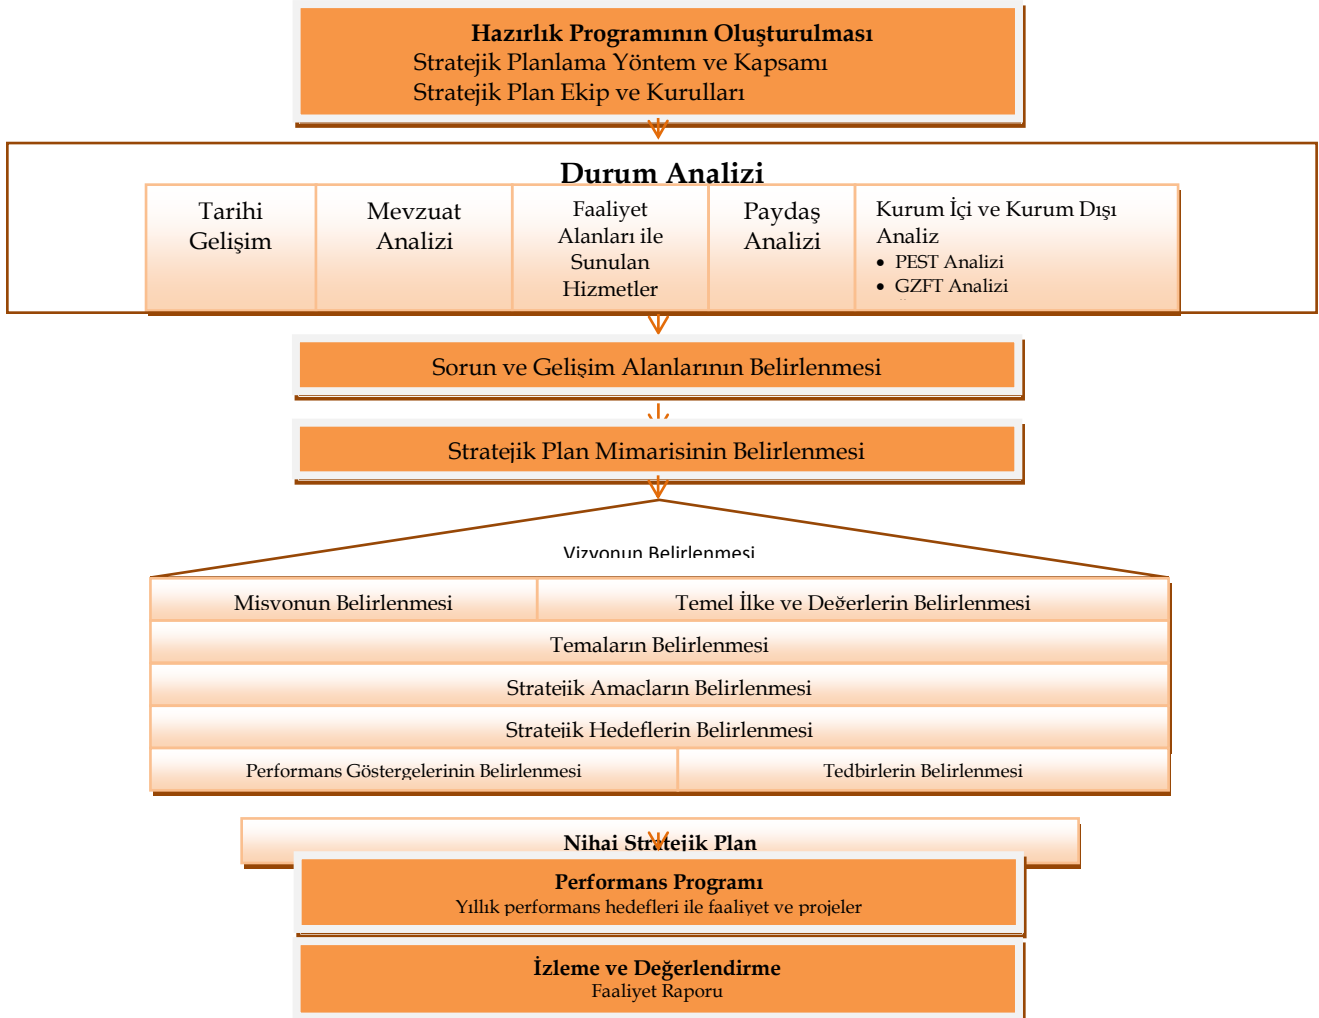 Hazırlık Programının Oluşturulması
Stratejik Planlama Yöntem ve Kapsamı
Stratejik Plan Ekip ve Kurulları
Durum Analizi
Tarihi
Gelişim
Mevzuat
Analizi
Faaliyet
Alanları ile
Sunulan
Hizmetler
Paydaş
Analizi
Kurum İçi ve Kurum Dışı
Analiz
• PEST Analizi
• GZFT Analizi
Sorun ve Gelişim Alanlarının Belirlenmesi
Stratejik Plan Mimarisinin Belirlenmesi
Vizyonun Belirlenmesi
Misyonun Belirlenmesi
Temel İlke ve Değerlerin Belirlenmesi
Temaların Belirlenmesi
Stratejik Amaçların Belirlenmesi
Stratejik Hedeflerin Belirlenmesi
Performans Göstergelerinin Belirlenmesi
Tedbirlerin Belirlenmesi
Nihai Stratejik Plan
Performans Programı
Yıllık performans hedefleri ile faaliyet ve projeler
İzleme ve Değerlendirme
Faaliyet Raporu